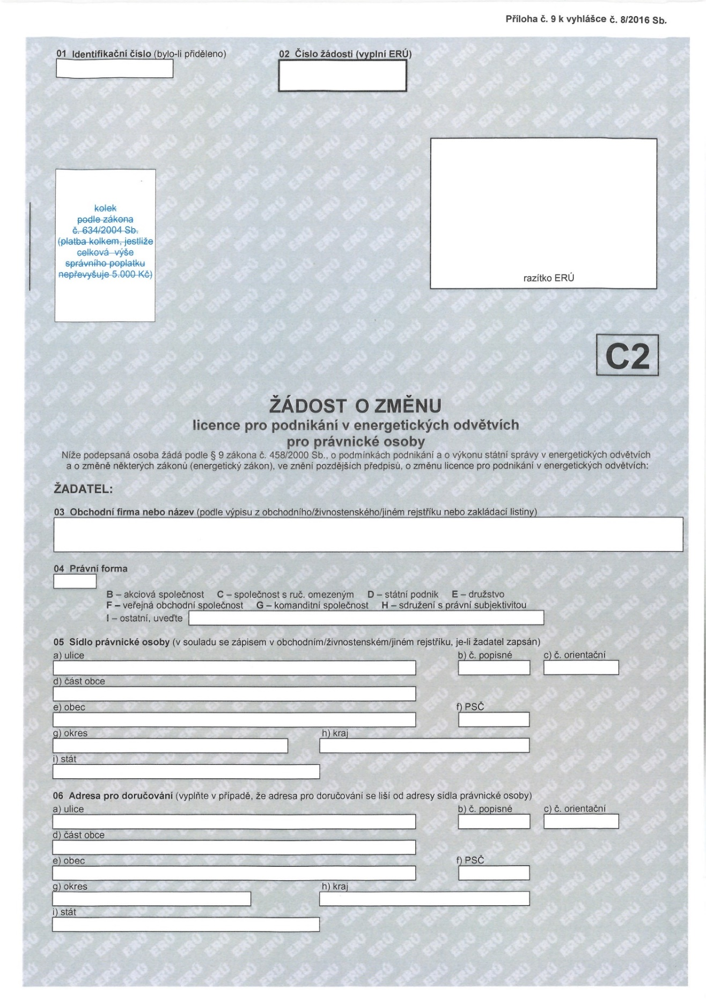 Příloha č. 9 k vyhlášce č. 8/2016 Sb.
01 Identifikační číslo (bylo-li přiděleno)
02 Číslo žádosti (vyplní ERÚ)
kolek
podle zákona
č. 634/2004 Sb.
(platba kolkem, jestliže
celková výše
správního poplatku
nepřevyšuje 5.000 Kč)
razítko ERÚ
C2
ŽÁDOST O ZMĚNU
licence pro podnikání v energetických odvětvích
pro právnické osoby
Níže podepsaná osoba žádá podle § 9 zákona č. 458/2000 Sb., o podmínkách podnikání a o výkonu státní správy v energetických odvětvích
a o změně některých zákonů (energetický zákon), ve znění pozdějších předpisů, o změnu licence pro podnikání v energetických odvětvích:
ŽADATEL:
03 Obchodní firma nebo název (podle výpisu z obchodního/živnostenského/jiném rejstříku nebo zakládací listiny)
04 Právní forma
B – akciová společnost C – společnost s ruč. omezeným D – státní podnik E – družstvo
F – veřejná obchodní společnost G – komanditní společnost H – sdružení s právní subjektivitou
I – ostatní, uveďte
05 Sídlo právnické osoby (v souladu se zápisem v obchodním/živnostenském/jiném rejstříku, je-li žadatel zapsán)
a) ulice b) č. popisné c) č. orientační
d) část obce
e) obec f) PSČ
g) okres h) kraj
i) stát
06 Adresa pro doručování (vyplňte v případě, že adresa pro doručování se liší od adresy sídla právnické osoby)
a) ulice b) č. popisné c) č. orientační
d) část obce
e) obec f) PSČ
g) okres h) kraj
i) stát